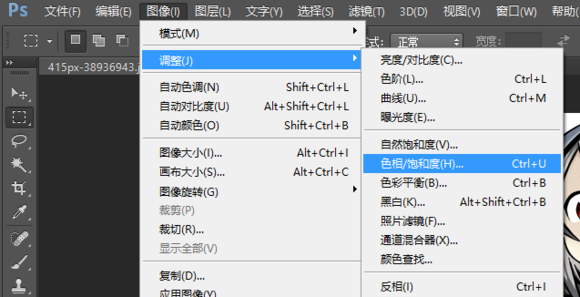 Ps 文件(F) 编辑(E) 图像(I) 图层(L) 文字(Y) 选择(S) 滤镜(T) 3D(D) 视图(V) 窗口(W) 帮助
模式(M)
式: 正常 宽度:
调整(J)
415px-38936943.j
亮度/对比度(C)...
色阶(L)... Ctrl+L
曲线(U)... Ctrl+M
曝光度(E)...
自然饱和度(V)...
色相/饱和度(H)... Ctrl+U
色彩平衡(B)... Ctrl+B
黑白(K)... Alt+Shift+Ctrl+B
照片滤镜(F)...
通道混合器(X)...
颜色查找...
反相(I) Ctrl+I
自动色调(N) Shift+Ctrl+L
自动对比度(U) Alt+Shift+Ctrl+L
自动颜色(O) Shift+Ctrl+B
图像大小(I)... Alt+Ctrl+I
画布大小(S)... Alt+Ctrl+C
图像旋转(G)
裁剪(P)
裁切(R)...
显示全部(V)
复制(D)...
应用图像(Y)...